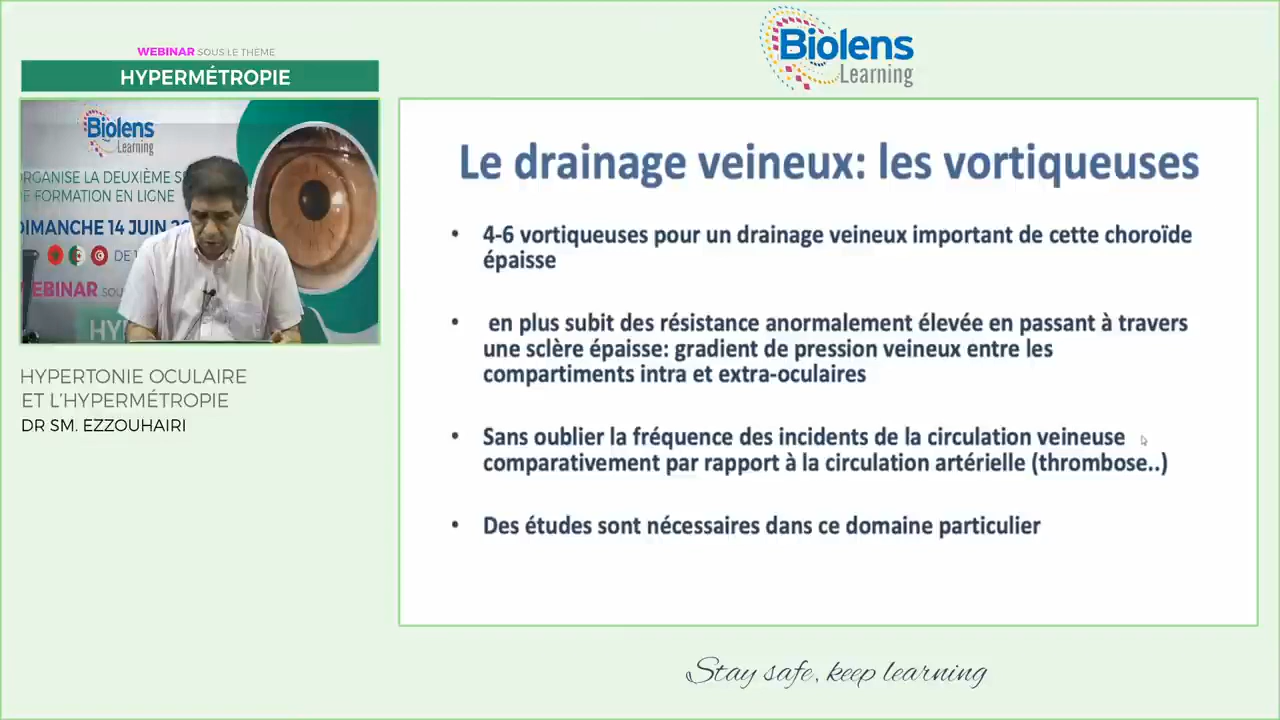 WEBINAR SOUS LE THÈME
HYPERMÉTROPIE
Biolens
Learning
ORGANISE LA DEUXIÈME
DE FORMATION EN LIGNE
DIMANCHE 14 JUIN
DE
WEBINAR SOUS
HY
HYPERTONIE OCULAIRE
ET L'HYPERMÉTROPIE
DR SM. EZZOUHAIRI
Biolens
Learning
Le drainage veineux: les vortiqueuses
• 4-6 vortiqueuses pour un drainage veineux important de cette choroïde
épaisse
• en plus subit des résistance anormalement élevée en passant à travers
une sclère épaisse: gradient de pression veineux entre les
compartiments intra et extra-oculaires
• Sans oublier la fréquence des incidents de la circulation veineuse
comparativement par rapport à la circulation artérielle (thrombose..)
• Des études sont nécessaires dans ce domaine particulier
Stay safe, keep learning